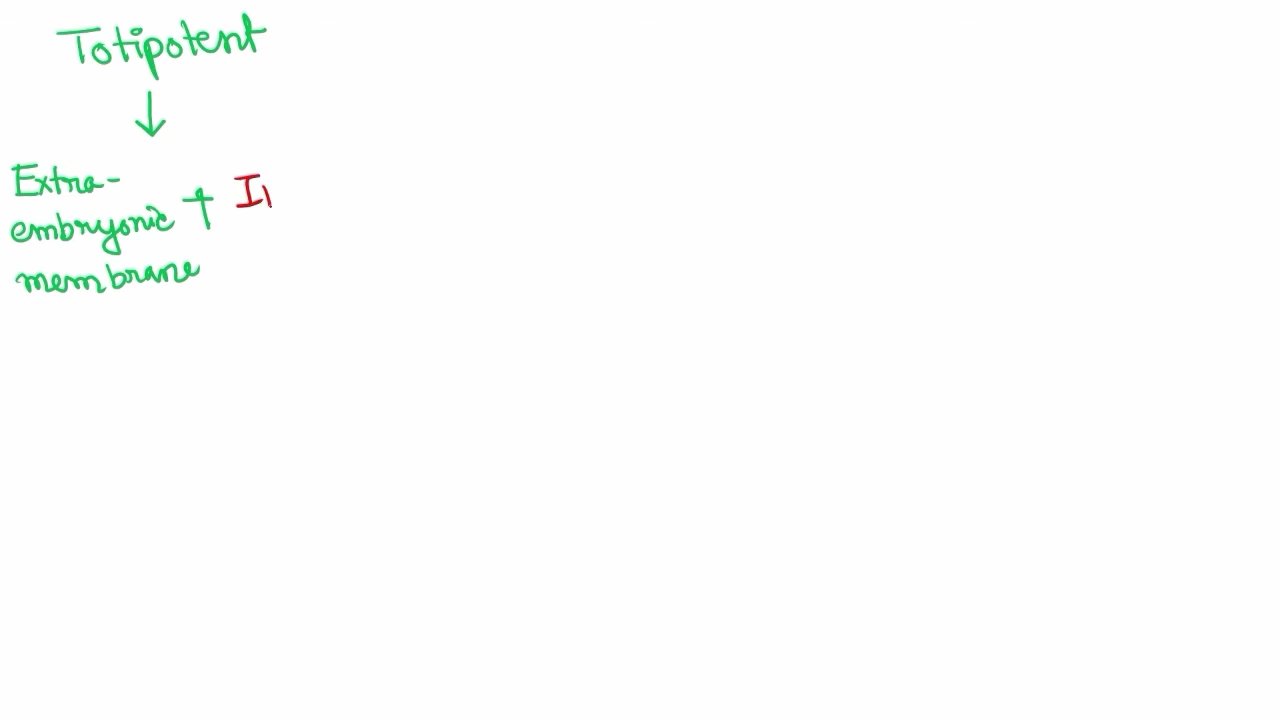 Totipotent
Extra-
embryonic +
membrane